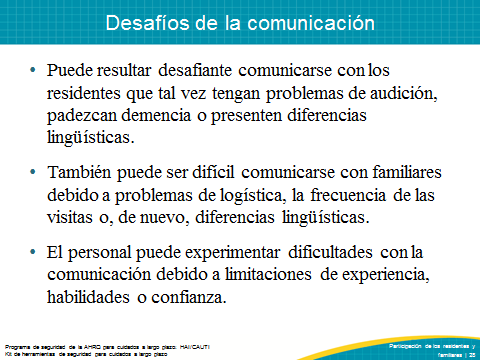 Desafíos de la comunicación
• Puede resultar desafiante comunicarse con los
residentes que tal vez tengan problemas de audición,
padezcan demencia o presenten diferencias
lingüísticas.
• También puede ser difícil comunicarse con familiares
debido a problemas de logística, la frecuencia de las
visitas o, de nuevo, diferencias lingüísticas.
• El personal puede experimentar dificultades con la
comunicación debido a limitaciones de experiencia,
habilidades o confianza.
Programa de seguridad de la AHRQ para cuidados a largo plazo: HAI/CAUTI
Kit de herramientas de seguridad para cuidados a largo plazo
Participación de los residentes y
familiares | 25